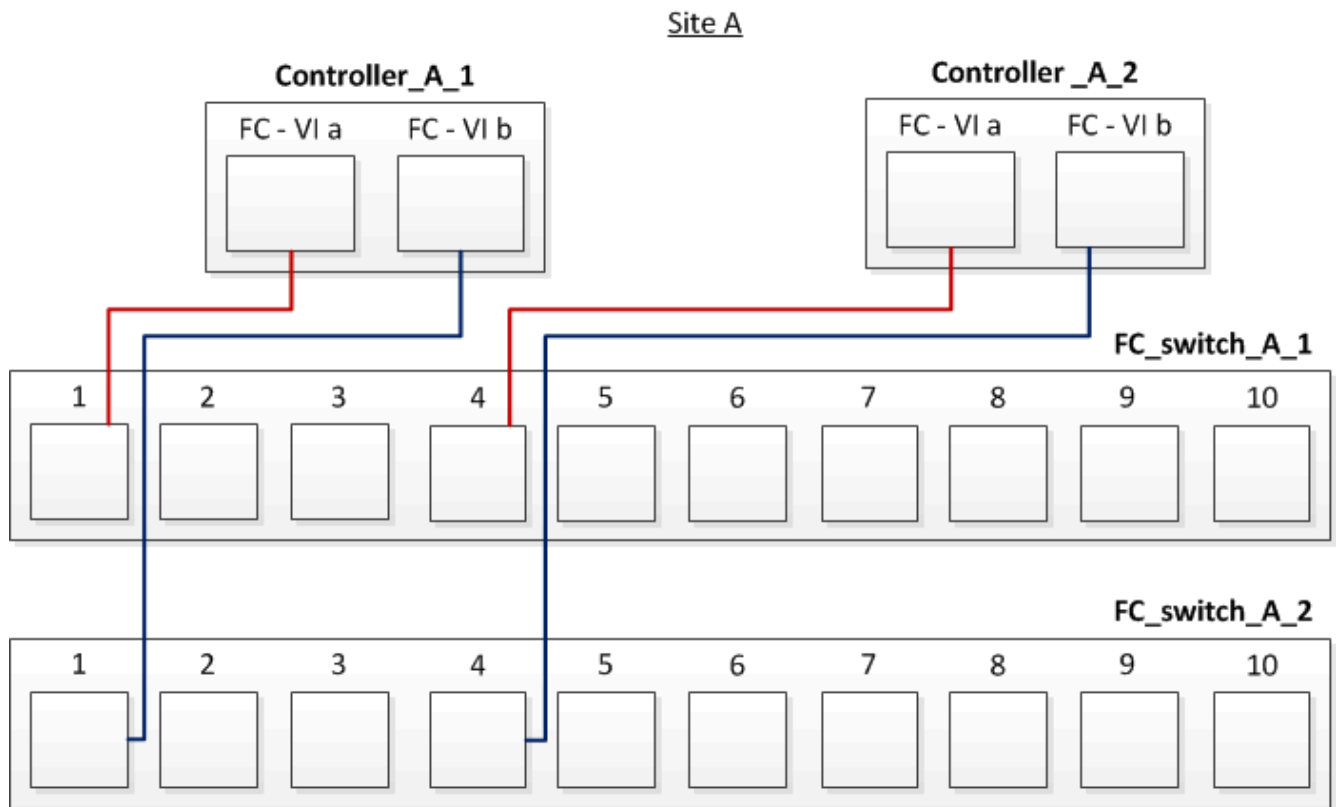 Site A
Controller_A_1
Controller _A_2
FC - VI a
FC - VI b
FC - VI a
FC - VI b
FC_switch_A_1
1 2 3 4 5 6 7 8 9 10
FC_switch_A_2
1 2 3 4 5 6 7 8 9 10